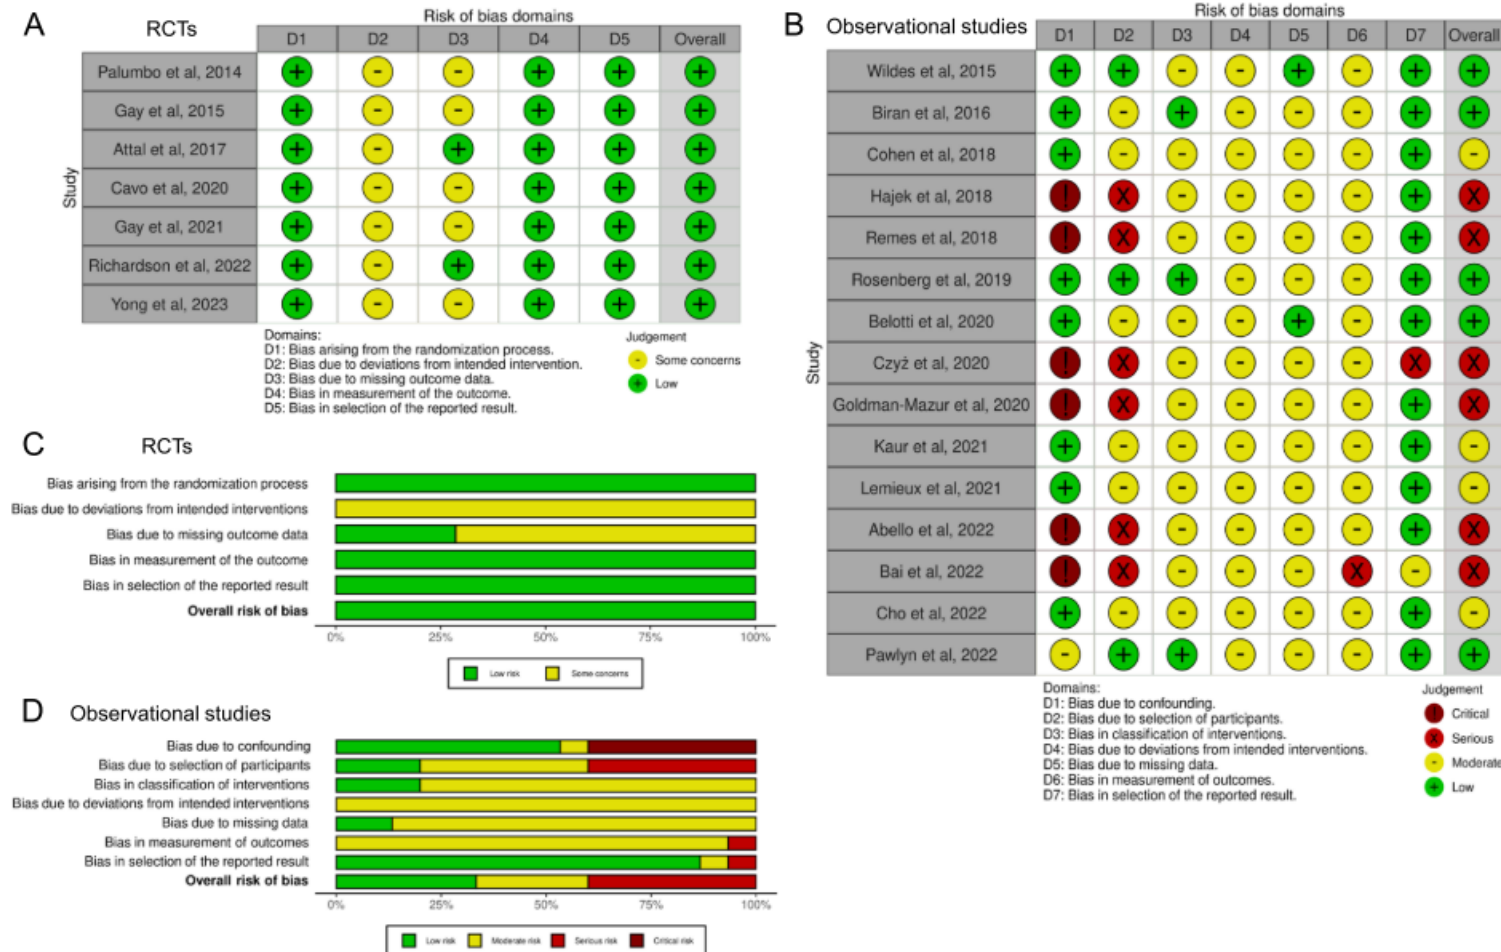 A
RCTs
Risk of bias domains
D1 D2 D3 D4 D5 Overall
Study
Palumbo et al, 2014 + - - + + +
Gay et al, 2015 + - - + + +
Attal et al, 2017 + - + + + +
Cavo et al, 2020 + - - + + +
Gay et al, 2021 + - - + + +
Richardson et al, 2022 + - + + + +
Yong et al, 2023 + - - + + +
Domains:
D1: Bias arising from the randomization process.
D2: Bias due to deviations from intended intervention.
D3: Bias due to missing outcome data.
D4: Bias in measurement of the outcome.
D5: Bias in selection of the reported result.
Judgement
- Some concerns
+ Low
B
Observational studies
Risk of bias domains
D1 D2 D3 D4 D5 D6 D7 Overall
Study
Wildes et al, 2015 + + - - + - + +
Biran et al, 2016 + - + - - - + +
Cohen et al, 2018 + - - - - - + -
Hajek et al, 2018 ! X - - - - + X
Remes et al, 2018 ! X - - - - + X
Rosenberg et al, 2019 + + + - - - + +
Belotti et al, 2020 + - - - + - + +
Czyż et al, 2020 ! X - - - - X X
Goldman-Mazur et al, 2020 ! X - - - - + X
Kaur et al, 2021 + - - - - - + -
Lemieux et al, 2021 + - - - - - + -
Abello et al, 2022 ! X - - - - + X
Bai et al, 2022 ! X - - - X - X
Cho et al, 2022 + - - - - - + -
Pawlyn et al, 2022 - + + - - - + +
Domains:
D1: Bias due to confounding.
D2: Bias due to selection of participants.
D3: Bias in classification of interventions.
D4: Bias due to deviations from intended interventions.
D5: Bias due to missing data.
D6: Bias in measurement of outcomes.
D7: Bias in selection of the reported result.
Judgement
! Critical
X Serious
- Moderate
+ Low
C
RCTs
Bias arising from the randomization process
Bias due to deviations from intended interventions
Bias due to missing outcome data
Bias in measurement of the outcome
Bias in selection of the reported result
Overall risk of bias
0% 25% 50% 75% 100%
Low risk Some concerns
D
Observational studies
Bias due to confounding
Bias due to selection of participants
Bias in classification of interventions
Bias due to deviations from intended interventions
Bias due to missing data
Bias in measurement of outcomes
Bias in selection of the reported result
Overall risk of bias
0% 25% 50% 75% 100%
Low risk Moderate risk Serious risk Critical risk